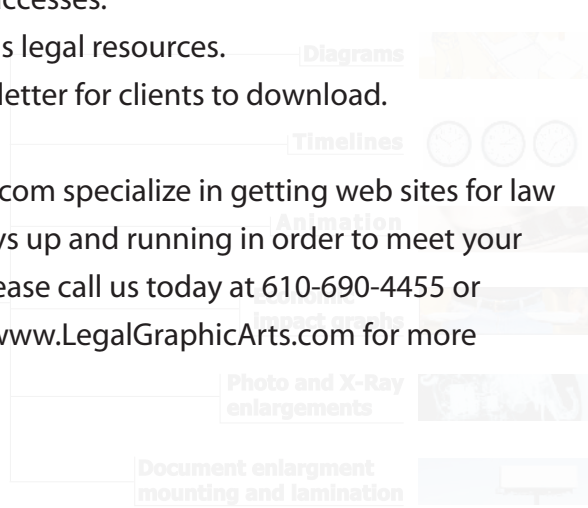 ccesses.
s legal resources.
Diagrams
letter for clients to download.
Timelines
com specialize in getting web sites for law
Animation
ys up and running in order to meet your
ease call us today at 610-690-4455 or
Economic
impact graphs
www.LegalGraphicArts.com for more
Photo and X-Ray
enlargements
Document enlargment
mounting and lamination